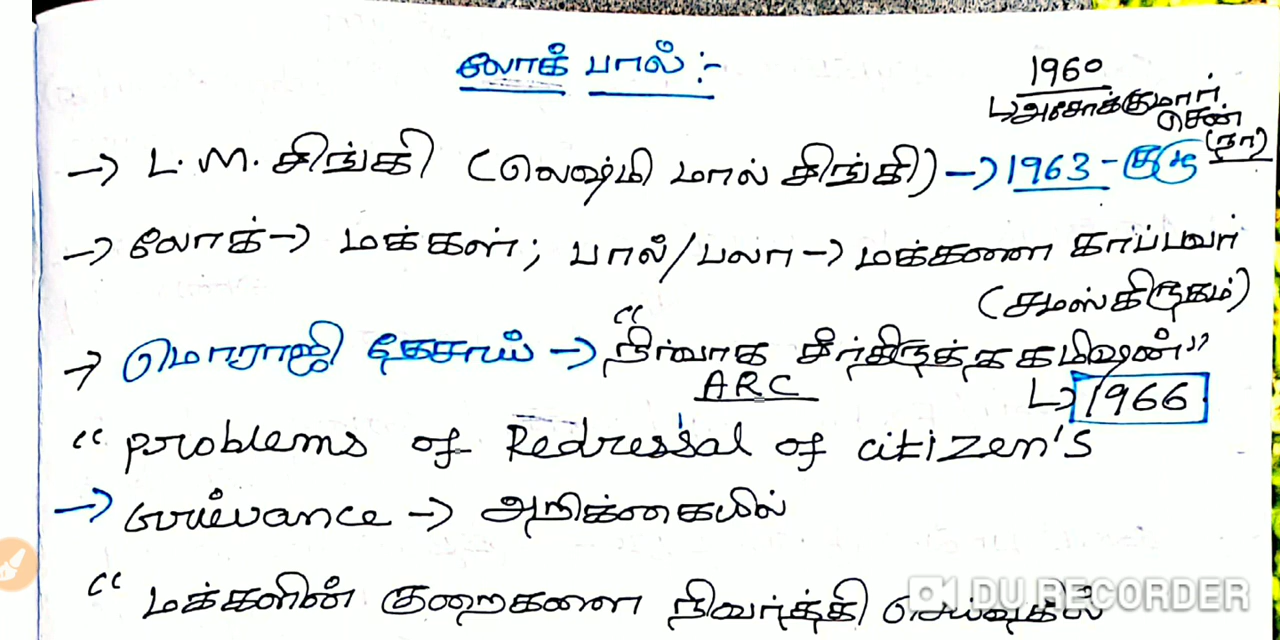 லோக் பால் :-
1960
↳ அசோக்குமார்
சென்
(நா)
→ L.M. சிங்கி (லெஷ்மி மால் சிங்கி) → 1963 - குழு
→ லோக் → மக்கள் ; பால்/பலா → மக்களை காப்பவர்
(சமஸ்கிருதம்)
→ மொராஜி தேசாய் → "நிர்வாக சீர்திருத்த கமிஷன்"
ARC ↳ 1966
" problems of Redressal of citizen's
→ Grievance → அறிக்கையில்
" மக்களின் குறைகளை நிவர்த்தி செய்வதில்
DU RECORDER